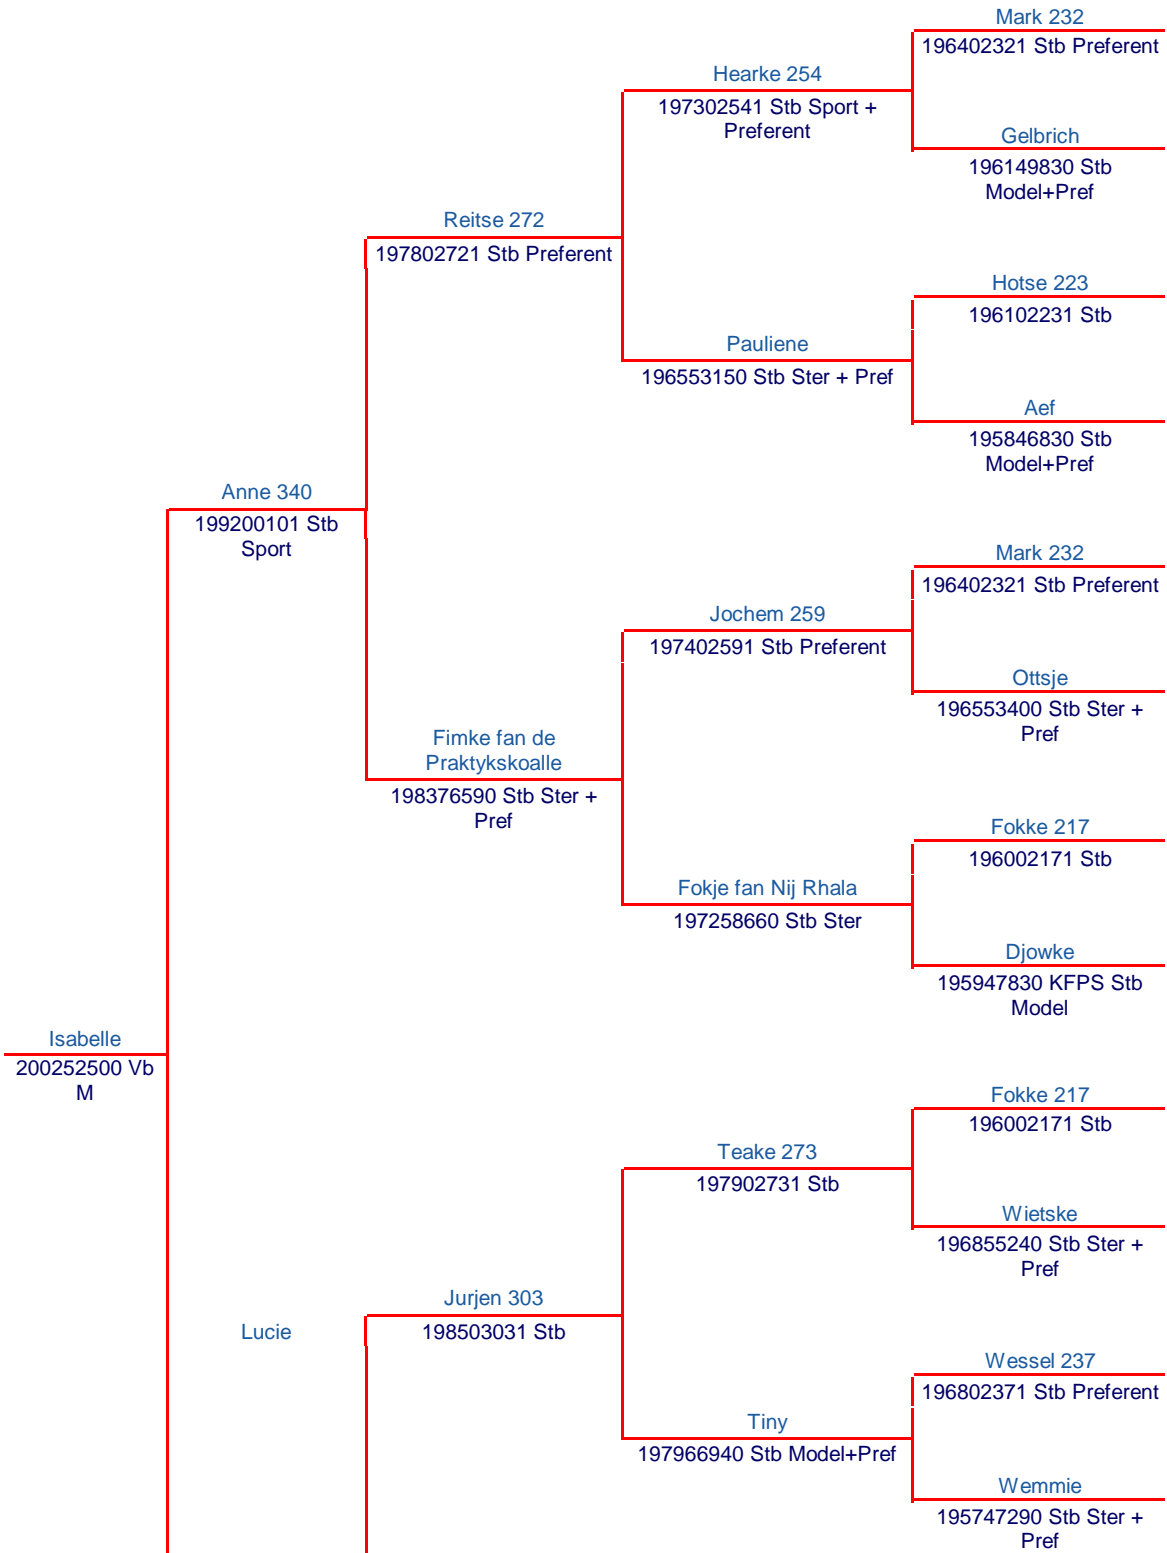 Mark 232
196402321 Stb Preferent
Hearke 254
197302541 Stb Sport +
Preferent
Gelbrich
196149830 Stb
Model+Pref
Reitse 272
197802721 Stb Preferent
Hotse 223
196102231 Stb
Pauliene
196553150 Stb Ster + Pref
Aef
195846830 Stb
Model+Pref
Anne 340
199200101 Stb
Sport
Mark 232
196402321 Stb Preferent
Jochem 259
197402591 Stb Preferent
Ottsje
196553400 Stb Ster +
Pref
Fimke fan de
Praktykskoalle
198376590 Stb Ster +
Pref
Fokke 217
196002171 Stb
Fokje fan Nij Rhala
197258660 Stb Ster
Djowke
195947830 KFPS Stb
Model
Isabelle
200252500 Vb
M
Fokke 217
196002171 Stb
Teake 273
197902731 Stb
Wietske
196855240 Stb Ster +
Pref
Jurjen 303
198503031 Stb
Lucie
Wessel 237
196802371 Stb Preferent
Tiny
197966940 Stb Model+Pref
Wemmie
195747290 Stb Ster +
Pref